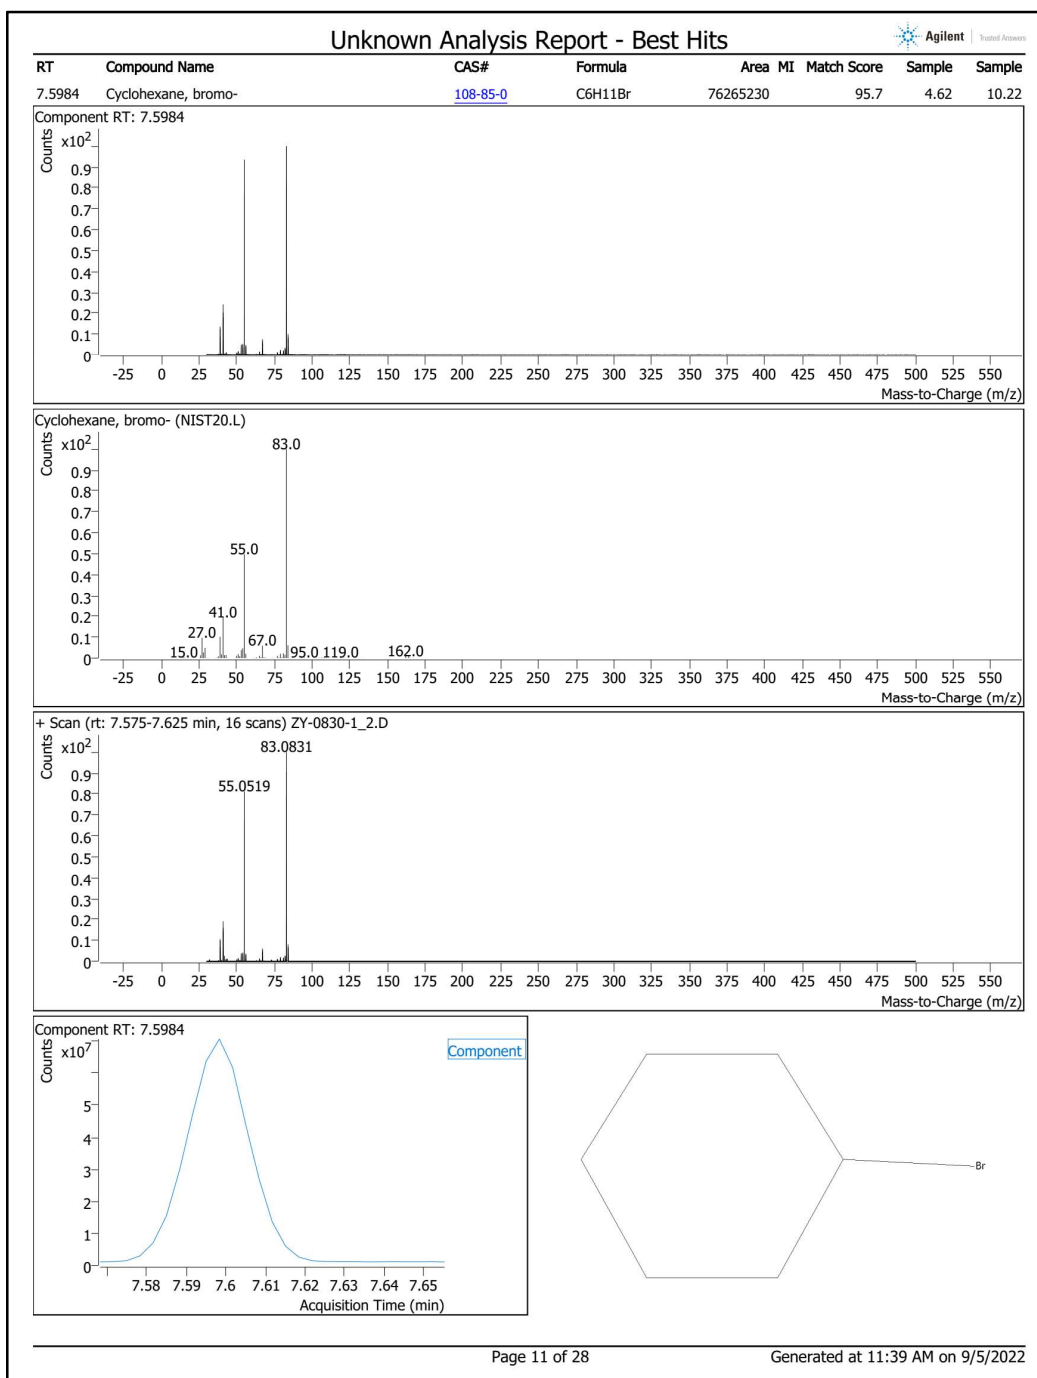 Unknown Analysis Report - Best Hits
Agilent Trusted Answers
RT Compound Name CAS# Formula Area MI Match Score Sample Sample
7.5984 Cyclohexane, bromo- 108-85-0 C6H11Br 76265230 95.7 4.62 10.22
Component RT: 7.5984
Counts
x10²
0.9
0.8
0.7
0.6
0.5
0.4
0.3
0.2
0.1
0
-25 0 25 50 75 100 125 150 175 200 225 250 275 300 325 350 375 400 425 450 475 500 525 550
Mass-to-Charge (m/z)
Cyclohexane, bromo- (NIST20.L)
Counts
x10²
83.0
0.9
0.8
0.7
0.6
0.5
55.0
0.4
0.3
0.2
41.0
0.1
27.0
67.0
0
15.0
95.0 119.0
162.0
-25 0 25 50 75 100 125 150 175 200 225 250 275 300 325 350 375 400 425 450 475 500 525 550
Mass-to-Charge (m/z)
+ Scan (rt: 7.575-7.625 min, 16 scans) ZY-0830-1_2.D
Counts
x10²
83.0831
0.9
0.8
55.0519
0.7
0.6
0.5
0.4
0.3
0.2
0.1
0
-25 0 25 50 75 100 125 150 175 200 225 250 275 300 325 350 375 400 425 450 475 500 525 550
Mass-to-Charge (m/z)
Component RT: 7.5984
Counts
x10⁷
Component
5
4
3
2
1
0
7.58 7.59 7.6 7.61 7.62 7.63 7.64 7.65
Acquisition Time (min)
Br
Page 11 of 28
Generated at 11:39 AM on 9/5/2022